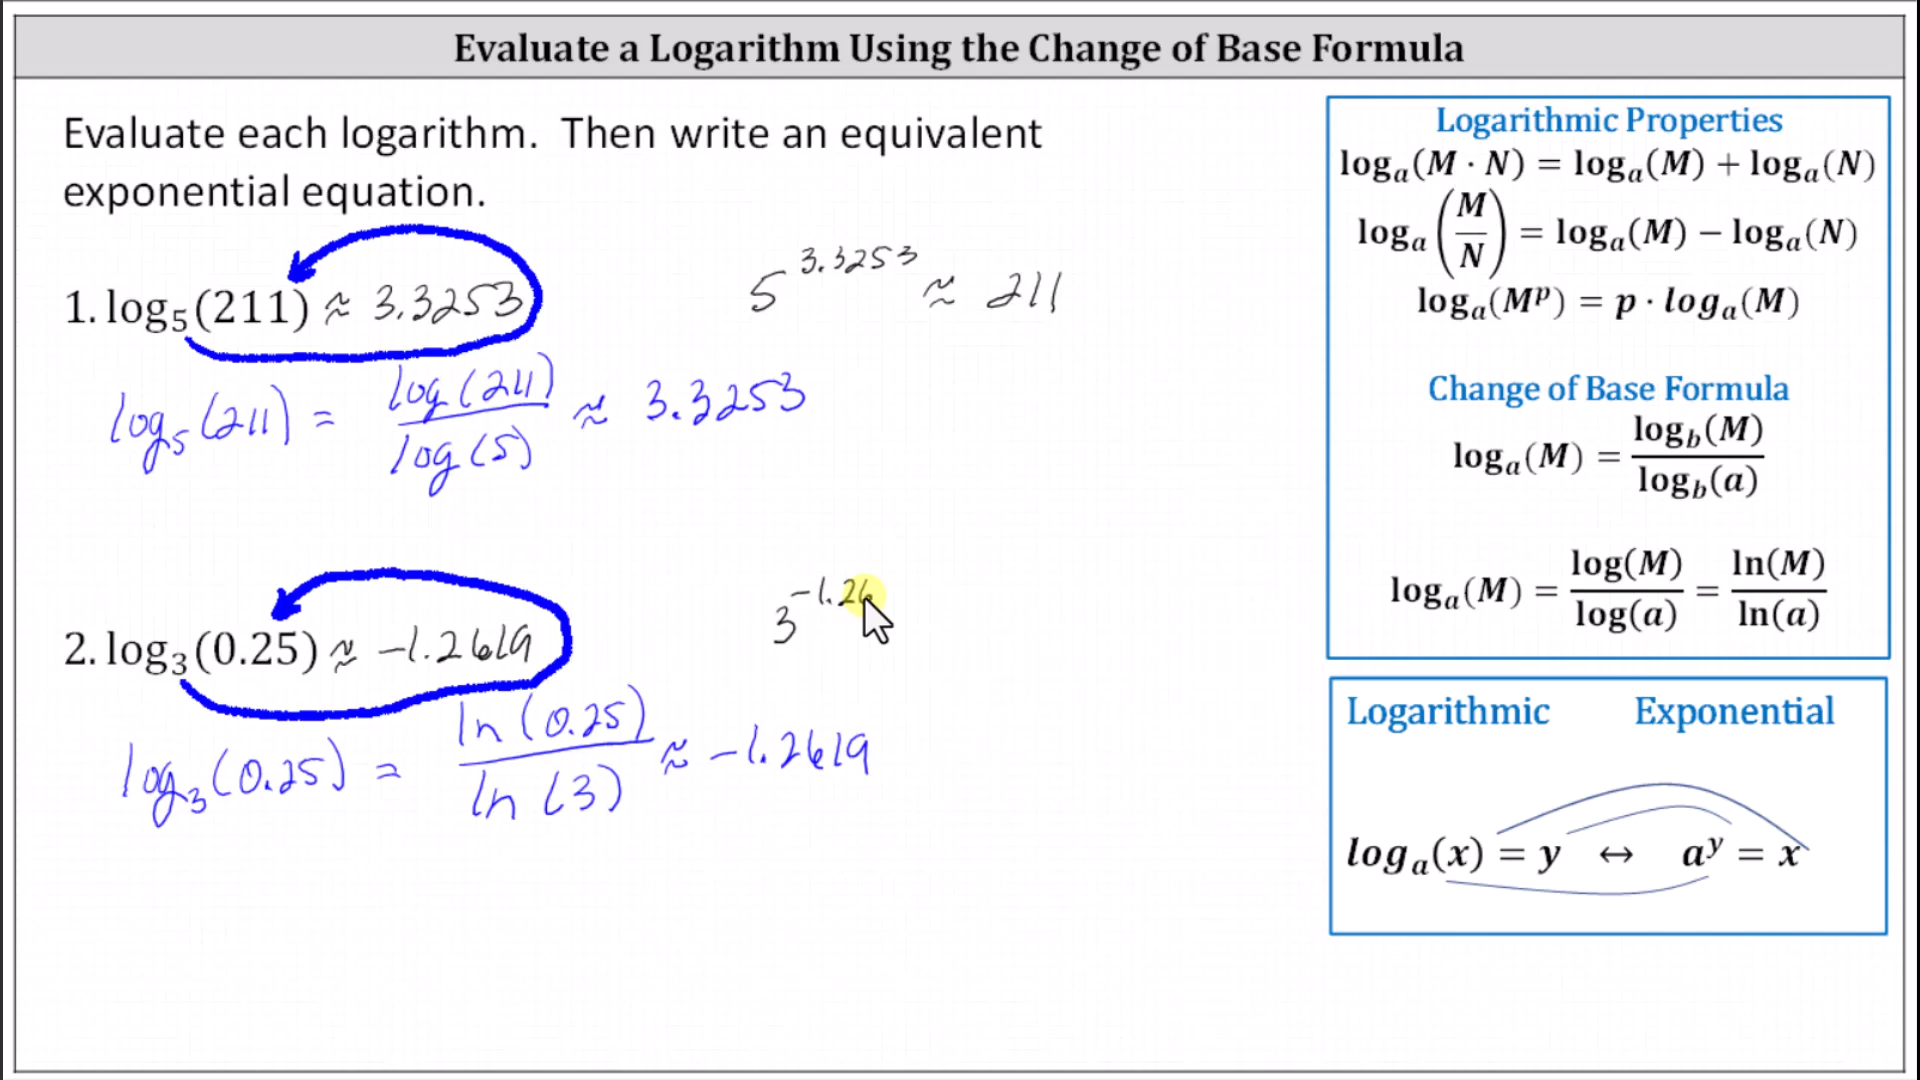 Evaluate a Logarithm Using the Change of Base Formula
Evaluate each logarithm. Then write an equivalent
exponential equation.
1. log₅(211) ≈ 3.3253
5^3.3253 ≈ 211
log₅(211) = log(211)/log(5) ≈ 3.3253
2. log₃(0.25) ≈ -1.2619
3^-1.26
log₃(0.25) = ln(0.25)/ln(3) ≈ -1.2619
Logarithmic Properties
logₐ(M · N) = logₐ(M) + logₐ(N)
logₐ(M/N) = logₐ(M) − logₐ(N)
logₐ(Mᵖ) = p · logₐ(M)
Change of Base Formula
logₐ(M) = log_b(M)/log_b(a)
logₐ(M) = log(M)/log(a) = ln(M)/ln(a)
Logarithmic Exponential
logₐ(x) = y ↔ aʸ = x